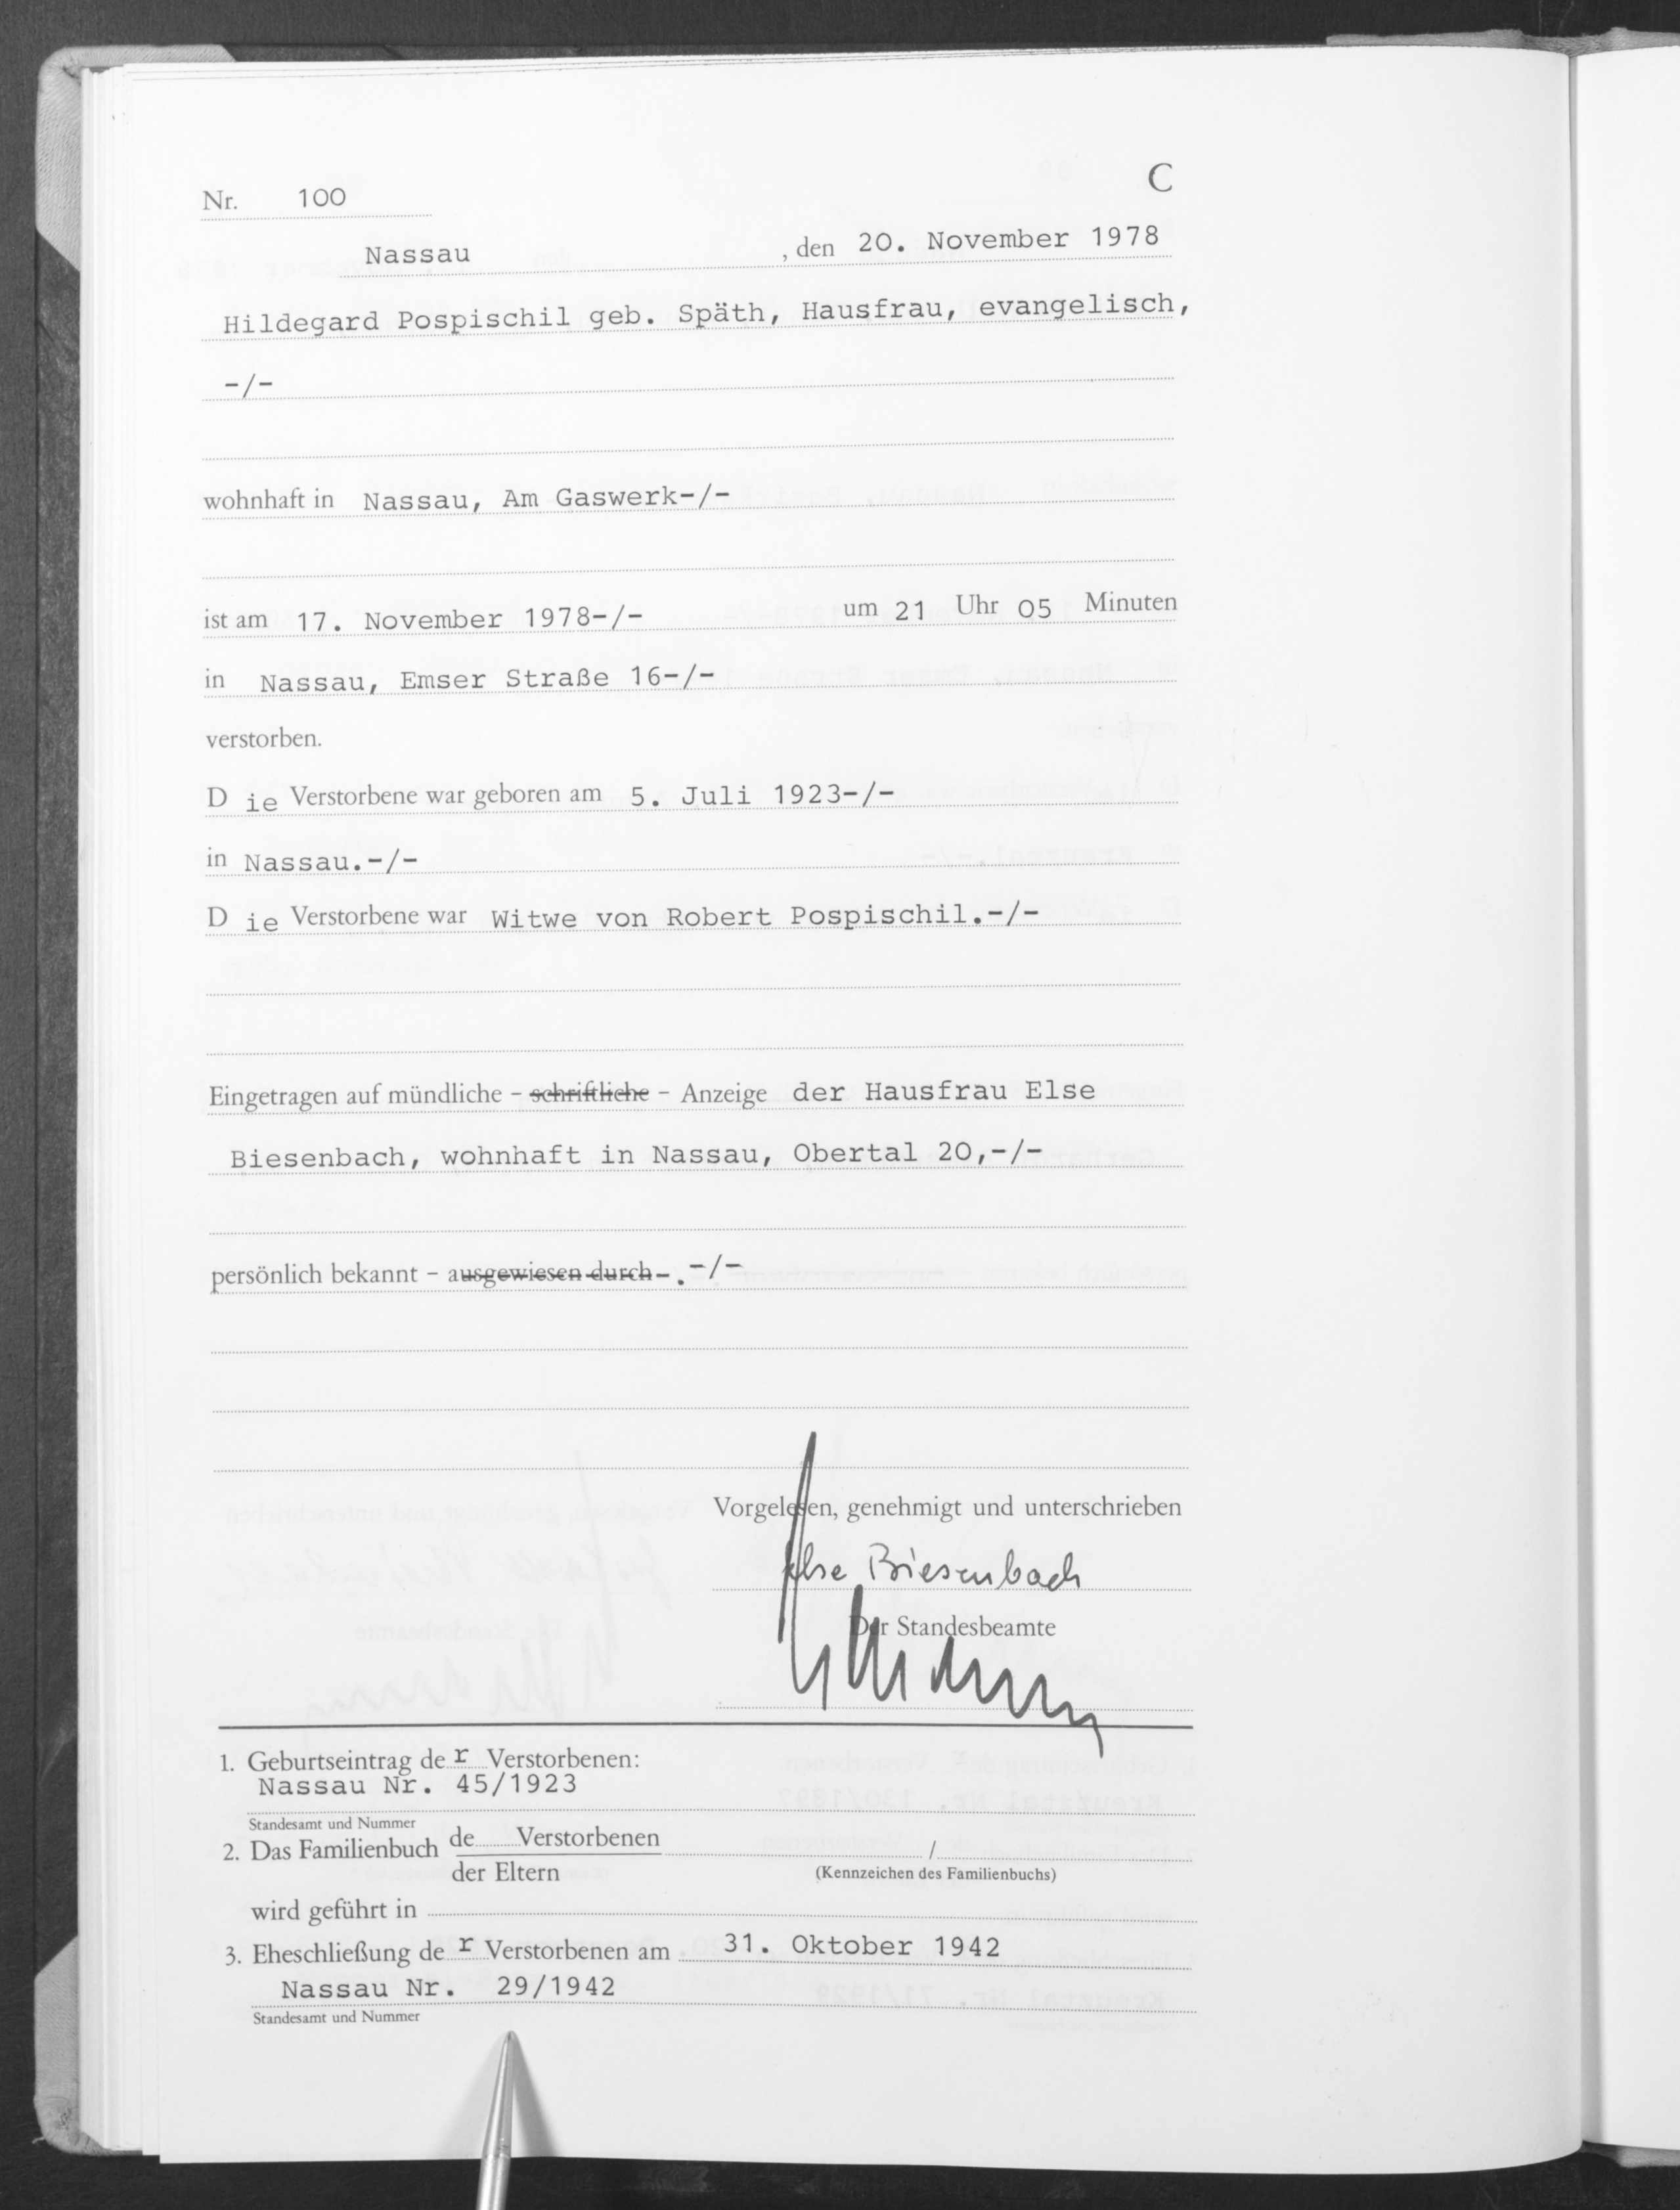 C
Nr. 100
Nassau, den 20. November 1978
Hildegard Pospischil geb. Späth, Hausfrau, evangelisch,
-/-
wohnhaft in Nassau, Am Gaswerk-/-
ist am 17. November 1978-/- um 21 Uhr 05 Minuten
in Nassau, Emser Straße 16-/-
verstorben.
D ie Verstorbene war geboren am 5. Juli 1923-/-
in Nassau.-/-
D ie Verstorbene war Witwe von Robert Pospischil.-/-
Eingetragen auf mündliche - schriftliche - Anzeige der Hausfrau Else
Biesenbach, wohnhaft in Nassau, Obertal 20,-/-
persönlich bekannt - ausgewiesen durch - .-/-
Vorgelesen, genehmigt und unterschrieben
Else Biesenbach
Der Standesbeamte
1. Geburtseintrag de r Verstorbenen:
Nassau Nr. 45/1923
Standesamt und Nummer
2. Das Familienbuch de Verstorbenen /
der Eltern (Kennzeichen des Familienbuchs)
wird geführt in
3. Eheschließung de r Verstorbenen am 31. Oktober 1942
Nassau Nr. 29/1942
Standesamt und Nummer